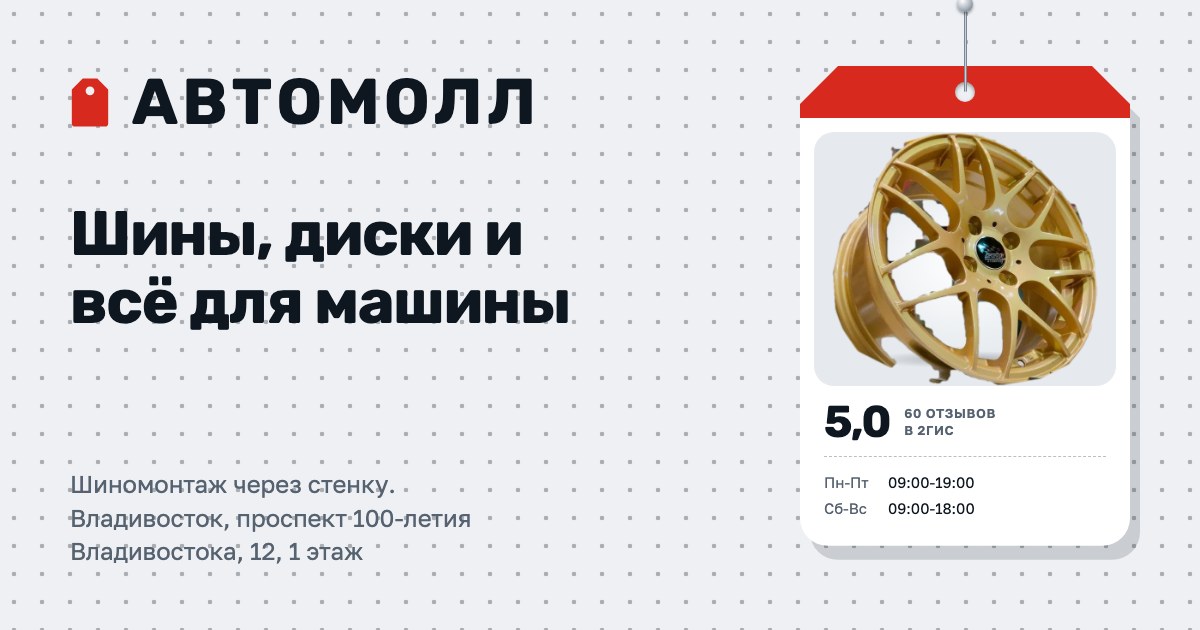 АВТОМОЛЛ
Шины, диски и
всё для машины
Шиномонтаж через стенку.
Владивосток, проспект 100-летия
Владивостока, 12, 1 этаж
5,0
60 ОТЗЫВОВ
В 2ГИС
Пн-Пт 09:00-19:00
Сб-Вс 09:00-18:00